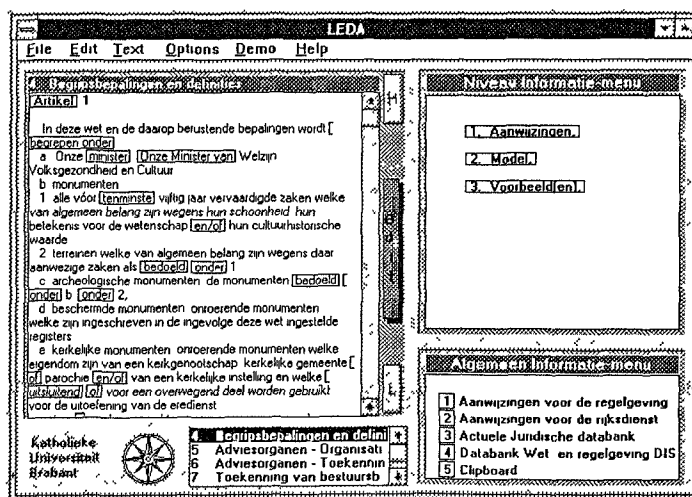 LEDA
File Edit Text Options Demo Help
4 Begripsbepalingen en definities
Artikel 1
In deze wet en de daarop berustende bepalingen wordt [
begrepen onder
a Onze minister Onze Minister van Welzijn
Volksgezondheid en Cultuur
b monumenten
1 alle vóór tenminste vijftig jaar vervaardigde zaken welke
van algemeen belang zijn wegens hun schoonheid hun
betekenis voor de wetenschap en/of hun cultuurhistorische
waarde
2 terreinen welke van algemeen belang zijn wegens daar
aanwezige zaken als bedoeld onder 1
c archeologische monumenten de monumenten bedoeld [
onder b onder 2,
d beschermde monumenten onroerende monumenten
welke zijn ingeschreven in de ingevolge deze wet ingestelde
registers
e kerkelijke monumenten onroerende monumenten welke
eigendom zijn van een kerkgenootschap kerkelijke gemeente [
of parochie en/of van een kerkelijke instelling en welke [
uitsluitend of voor een overwegend deel worden gebruikt
voor de uitoefening van de eredienst
Niveau Informatie-menu
1. Aanwijzingen.
2. Model.
3. Voorbeeld(en).
Algemeen Informatie-menu
1 Aanwijzingen voor de regelgeving
2 Aanwijzingen voor de rijksdienst
3 Actuele Juridische databank
4 Databank Wet en regelgeving DIS
5 Clipboard
Katholieke
Universiteit
Brabant
4 Begripsbepalingen en defini
5 Adviesorganen - Organisati
6 Adviesorganen - Toekennin
7 Toekenning van bestuursb